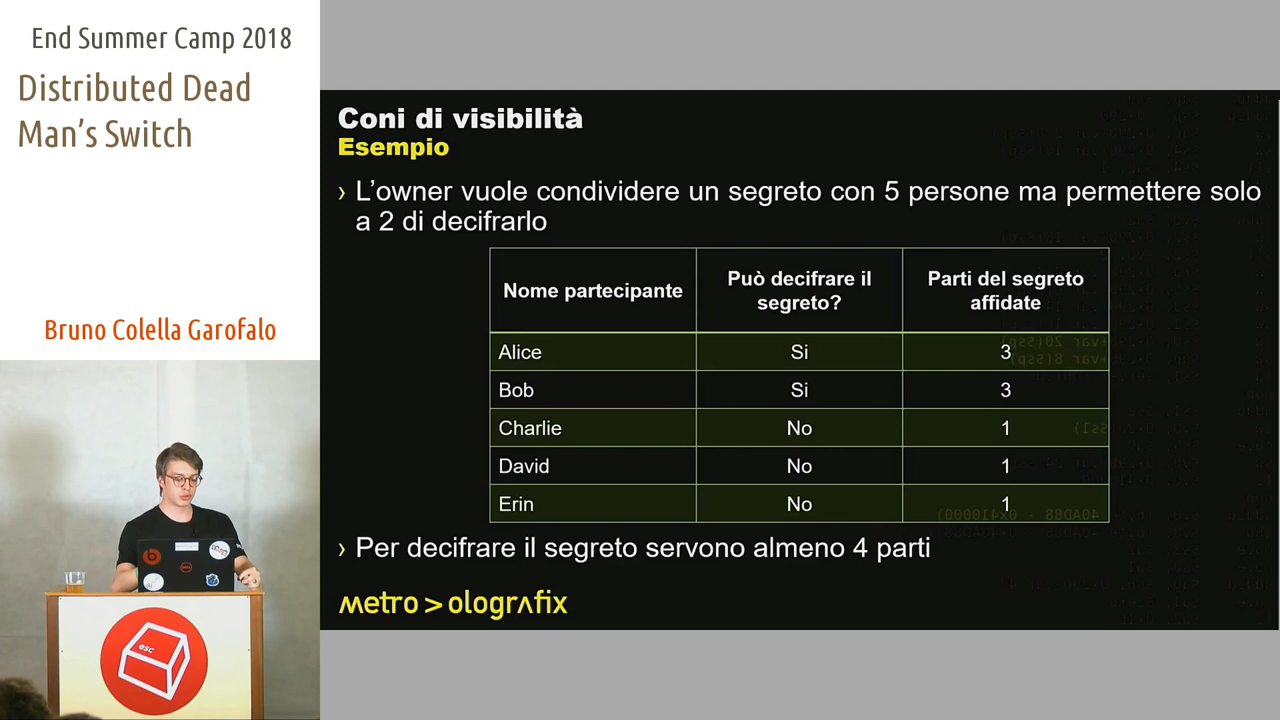 End Summer Camp 2018
Distributed Dead
Man's Switch
Bruno Colella Garofalo
esc
Coni di visibilità
Esempio
› L'owner vuole condividere un segreto con 5 persone ma permettere solo
a 2 di decifrarlo
Nome partecipante Può decifrare il segreto? Parti del segreto affidate
Alice Si 3
Bob Si 3
Charlie No 1
David No 1
Erin No 1
› Per decifrare il segreto servono almeno 4 parti
metro > olografix